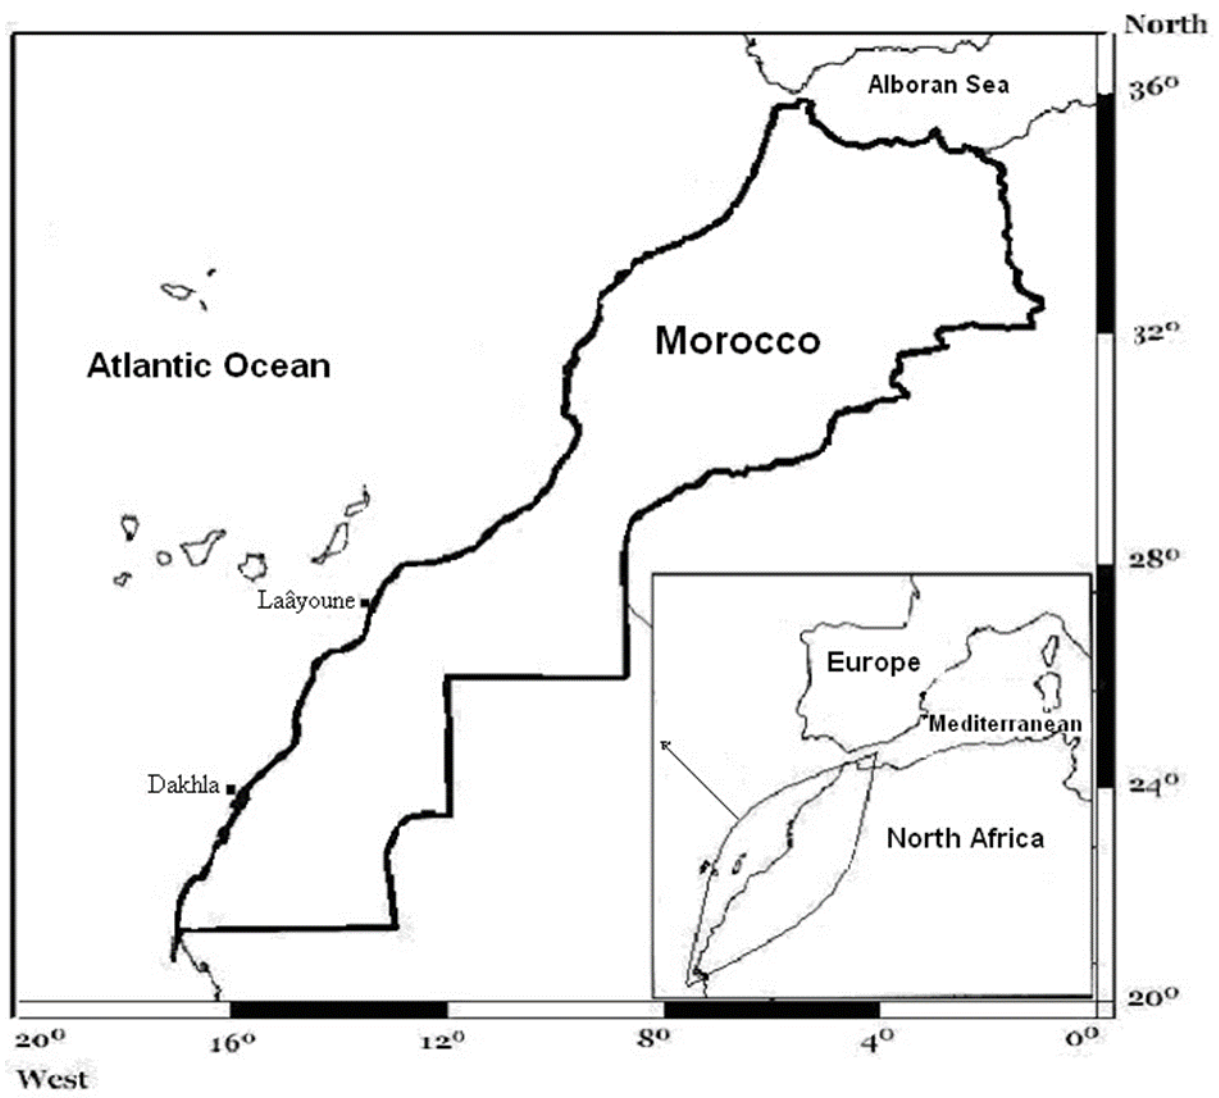 North
Alboran Sea
36°
Morocco
32°
Atlantic Ocean
28°
Laâyoune
Europe
Mediterranean
Dakhla
24°
North Africa
20°
20° 16° 12° 8° 4° 0°
West